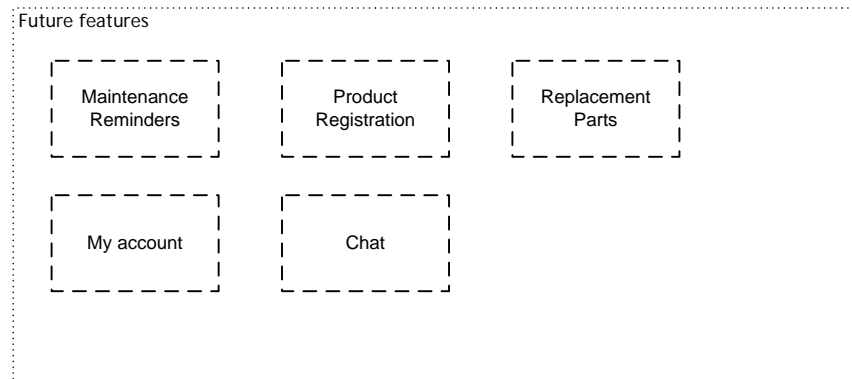 Future features
Maintenance
Reminders
Product
Registration
Replacement
Parts
My account
Chat